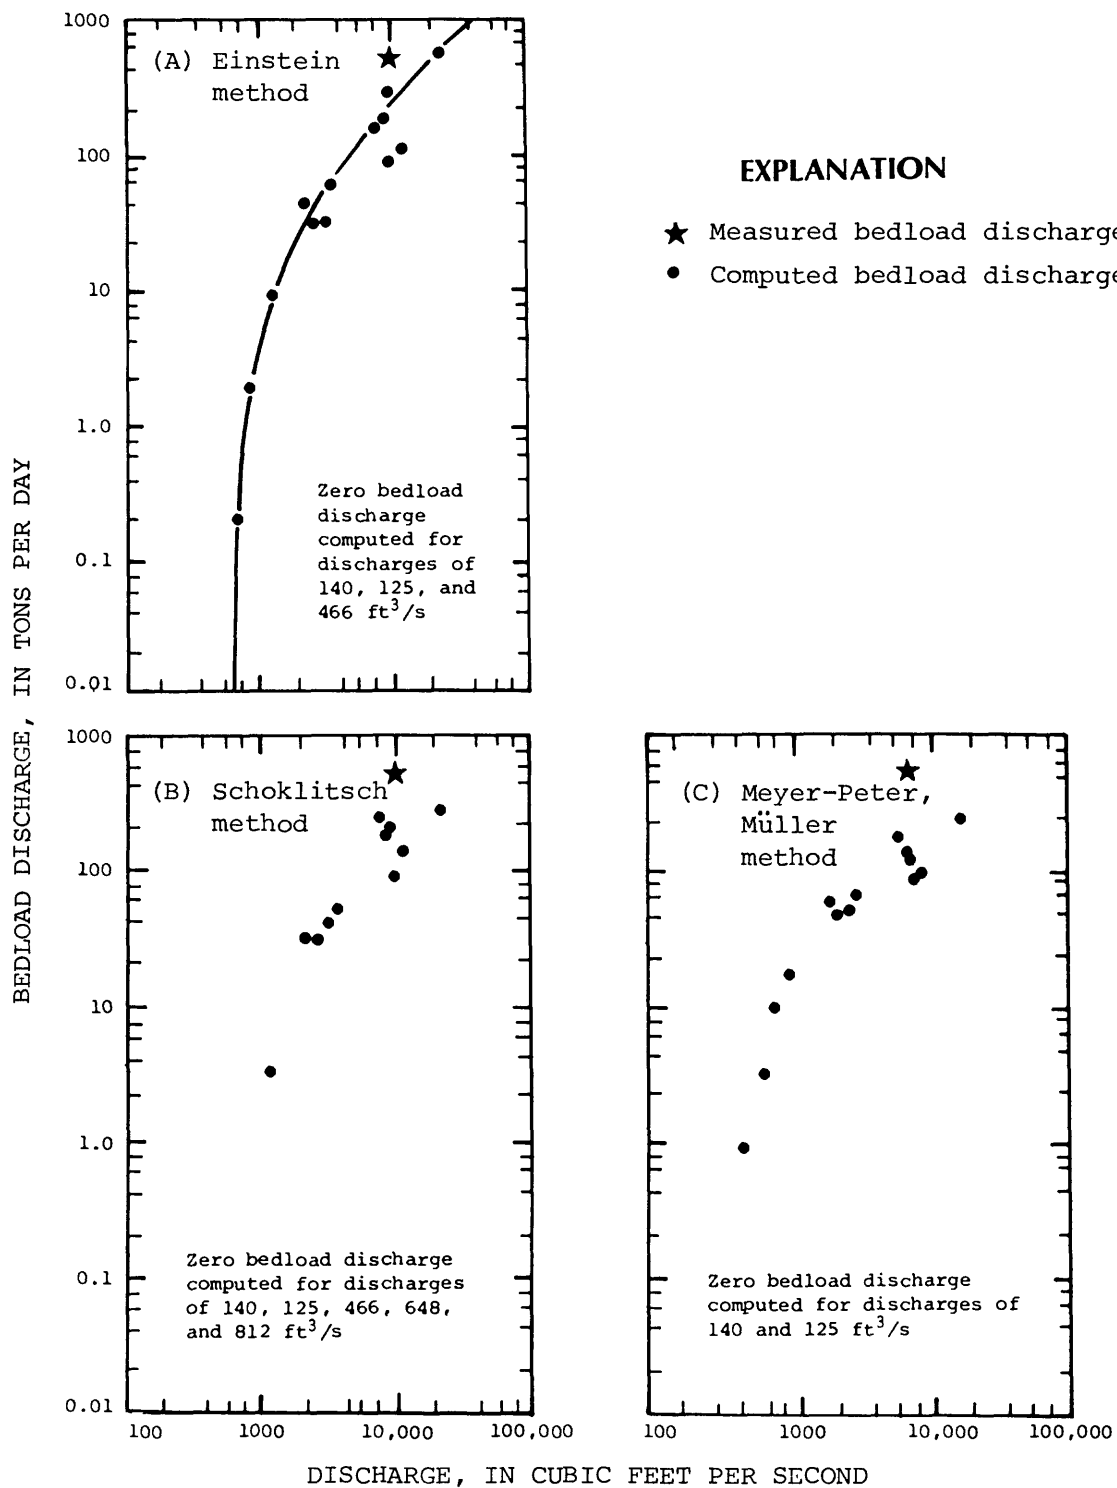 1000
100
10
1.0
0.1
0.01
(A) Einstein
method
Zero bedload
discharge
computed for
discharges of
140, 125, and
466 ft³/s
EXPLANATION
★ Measured bedload discharge
● Computed bedload discharge
BEDLOAD DISCHARGE, IN TONS PER DAY
1000
100
10
1.0
0.1
0.01
(B) Schoklitsch
method
Zero bedload discharge
computed for discharges
of 140, 125, 466, 648,
and 812 ft³/s
100
1000
10,000
100,000
(C) Meyer-Peter,
Müller
method
Zero bedload discharge
computed for discharges of
140 and 125 ft³/s
100
1000
10,000
100,000
DISCHARGE, IN CUBIC FEET PER SECOND